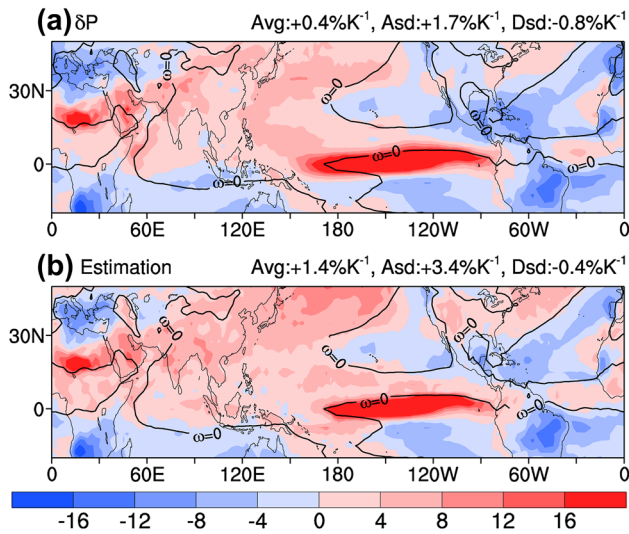 (a) δP Avg:+0.4%K⁻¹, Asd:+1.7%K⁻¹, Dsd:-0.8%K⁻¹
ω=0 ω=0
30N
ω=0 ω=0
0
ω=0
ω=0
0 60E 120E 180 120W 60W 0
(b) Estimation Avg:+1.4%K⁻¹, Asd:+3.4%K⁻¹, Dsd:-0.4%K⁻¹
ω=0 ω=0
30N
ω=0 ω=0
0
ω=0
ω=0
0 60E 120E 180 120W 60W 0
-16 -12 -8 -4 0 4 8 12 16